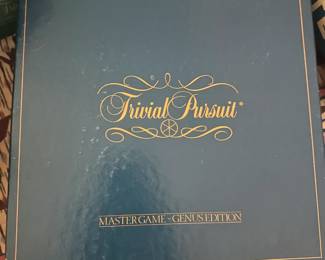 Trivial Pursuit®
MASTER GAME - GENUS EDITION